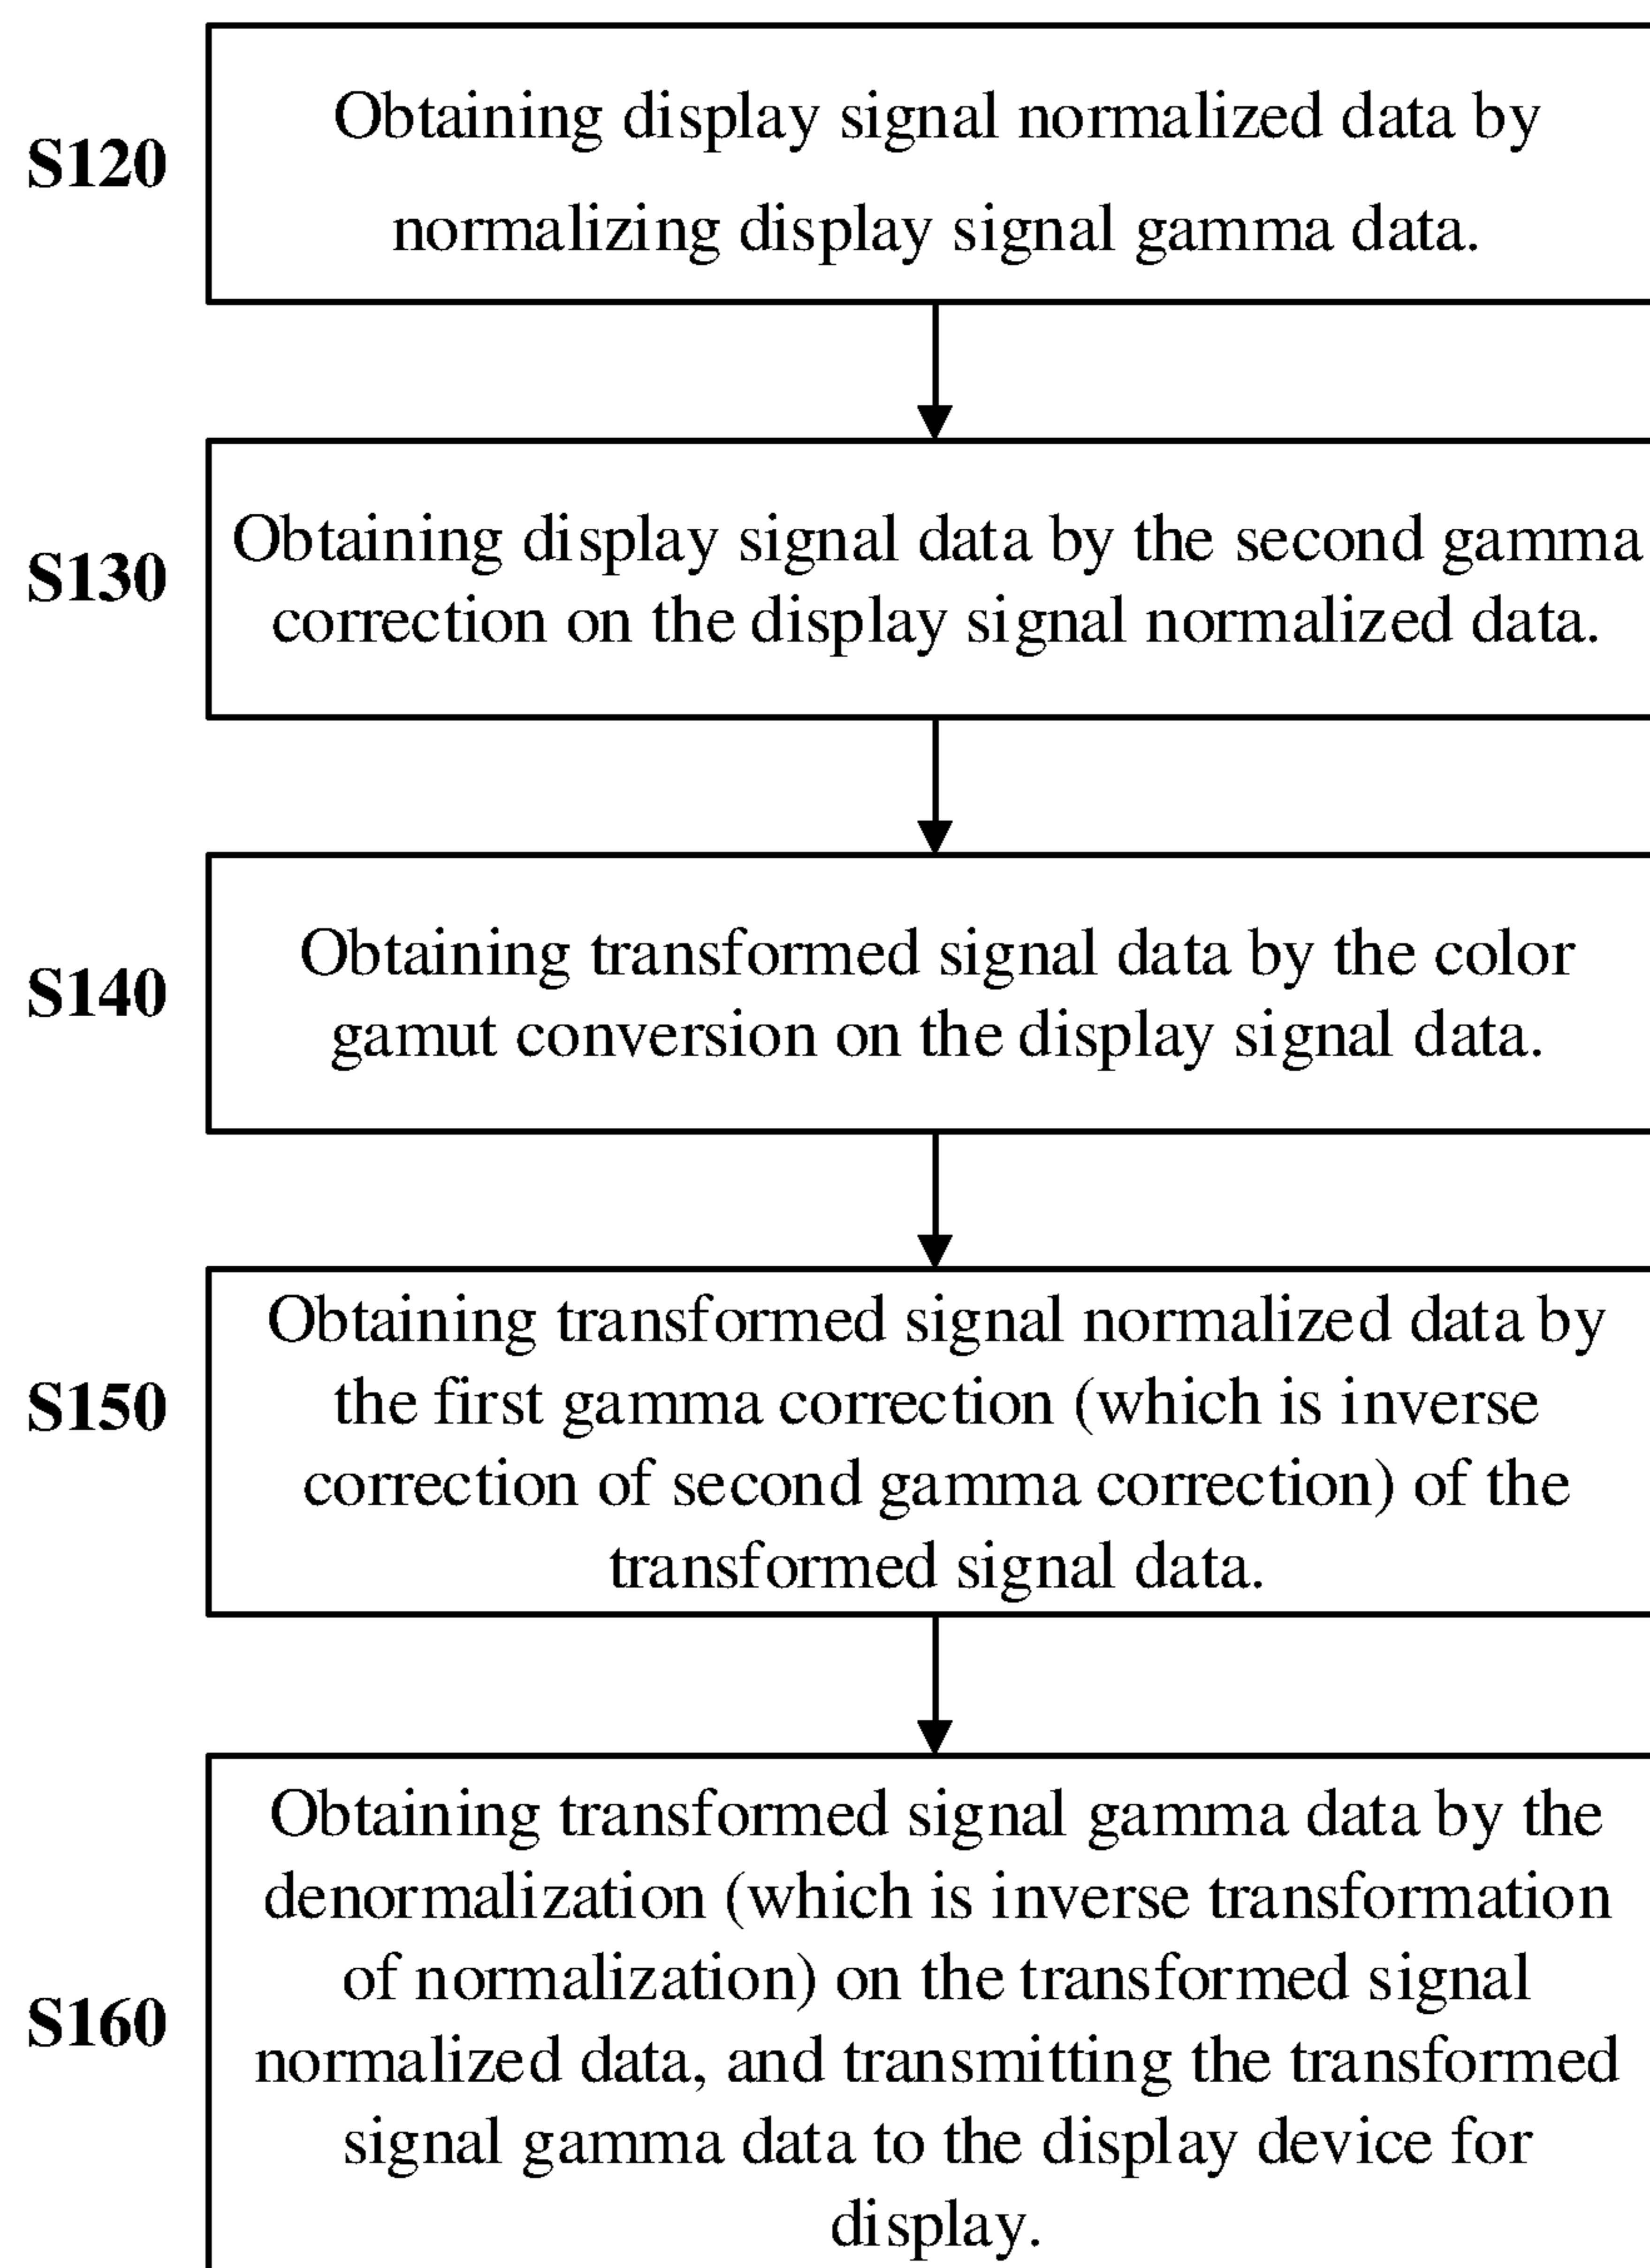 S120
Obtaining display signal normalized data by
normalizing display signal gamma data.
S130
Obtaining display signal data by the second gamma
correction on the display signal normalized data.
S140
Obtaining transformed signal data by the color
gamut conversion on the display signal data.
S150
Obtaining transformed signal normalized data by
the first gamma correction (which is inverse
correction of second gamma correction) of the
transformed signal data.
S160
Obtaining transformed signal gamma data by the
denormalization (which is inverse transformation
of normalization) on the transformed signal
normalized data, and transmitting the transformed
signal gamma data to the display device for
display.